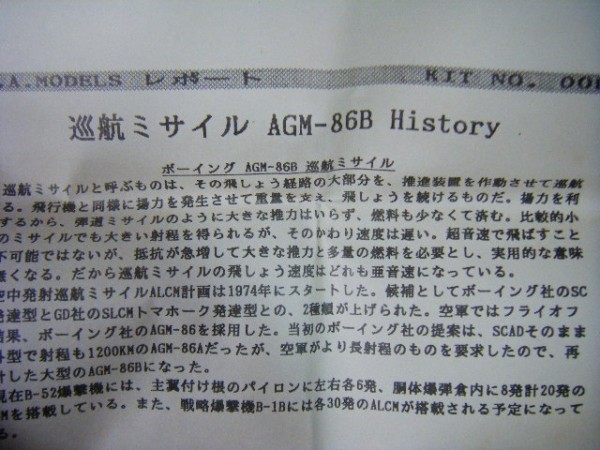 .A.MODELS レポート KIT NO. 00
巡航ミサイル AGM-86B History
ボーイング AGM-86B 巡航ミサイル
巡航ミサイルと呼ぶものは、その飛しょう経路の大部分を、推進装置を作動させて巡航
る。飛行機と同様に揚力を発生させて重量を支え、飛しょうを続けるものだ。揚力を利
するから、弾道ミサイルのように大きな推力はいらず、燃料も少なくて済む。比較的小
のミサイルでも大きい射程を得られるが、そのかわり速度は遅い。超音速で飛ばすこと
不可能ではないが、抵抗が急増して大きな推力と多量の燃料を必要とし、実用的な意味
無くなる。だから巡航ミサイルの飛しょう速度はどれも亜音速になっている。
空中発射巡航ミサイルALCM計画は1974年にスタートした。候補としてボーイング社のSC
発達型とGD社のSLCMトマホーク発達型との、2種類が上げられた。空軍ではフライオフ
結果、ボーイング社のAGM-86を採用した。当初のボーイング社の提案は、SCADそのまま
外型で射程も1200KMのAGM-86Aだったが、空軍がより長射程のものを要求したので、再
計した大型のAGM-86Bになった。
現在B-52爆撃機には、主翼付け根のパイロンに左右各6発、胴体爆弾倉内に8発計20発の
CMを搭載している。また、戦略爆撃機B-1Bには各30発のALCMが搭載される予定になって
る。